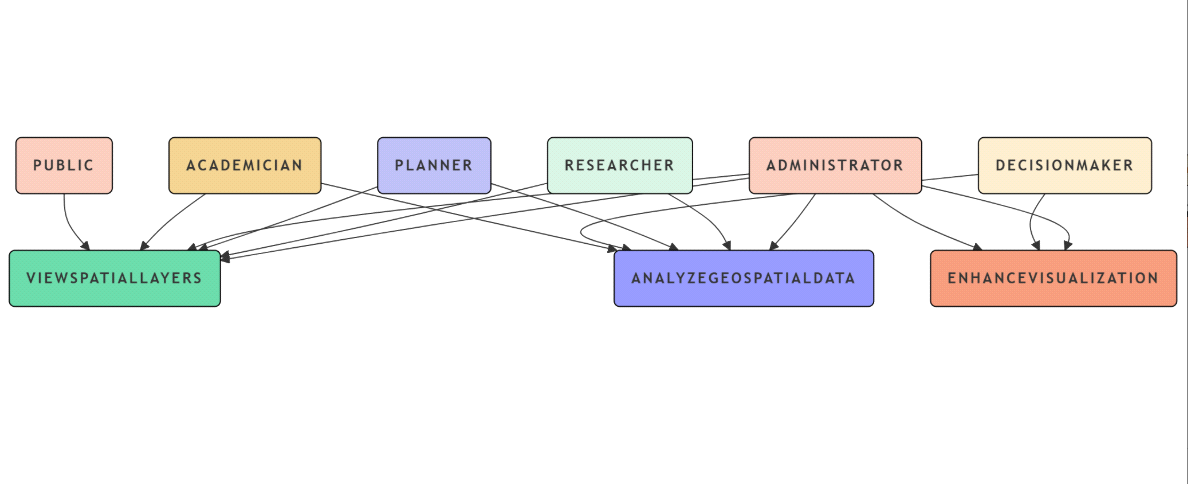 PUBLIC
ACADEMICIAN
PLANNER
RESEARCHER
ADMINISTRATOR
DECISIONMAKER
VIEWSPATIALLAYERS
ANALYZEGEOSPATIALDATA
ENHANCEVISUALIZATION